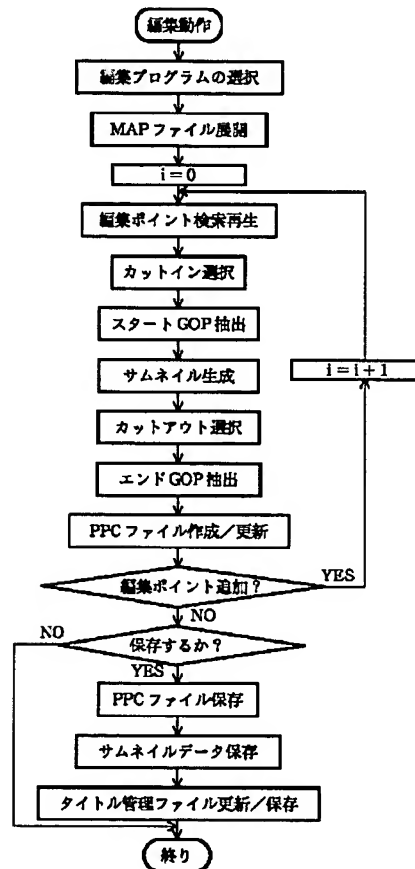 編集動作
編集プログラムの選択
MAPファイル展開
i=0
編集ポイント検索再生
カットイン選択
スタートGOP抽出
サムネイル生成
i=i+1
カットアウト選択
エンドGOP抽出
PPCファイル作成/更新
編集ポイント追加?
YES
NO
NO
保存するか?
YES
PPCファイル保存
サムネイルデータ保存
タイトル管理ファイル更新/保存
終り